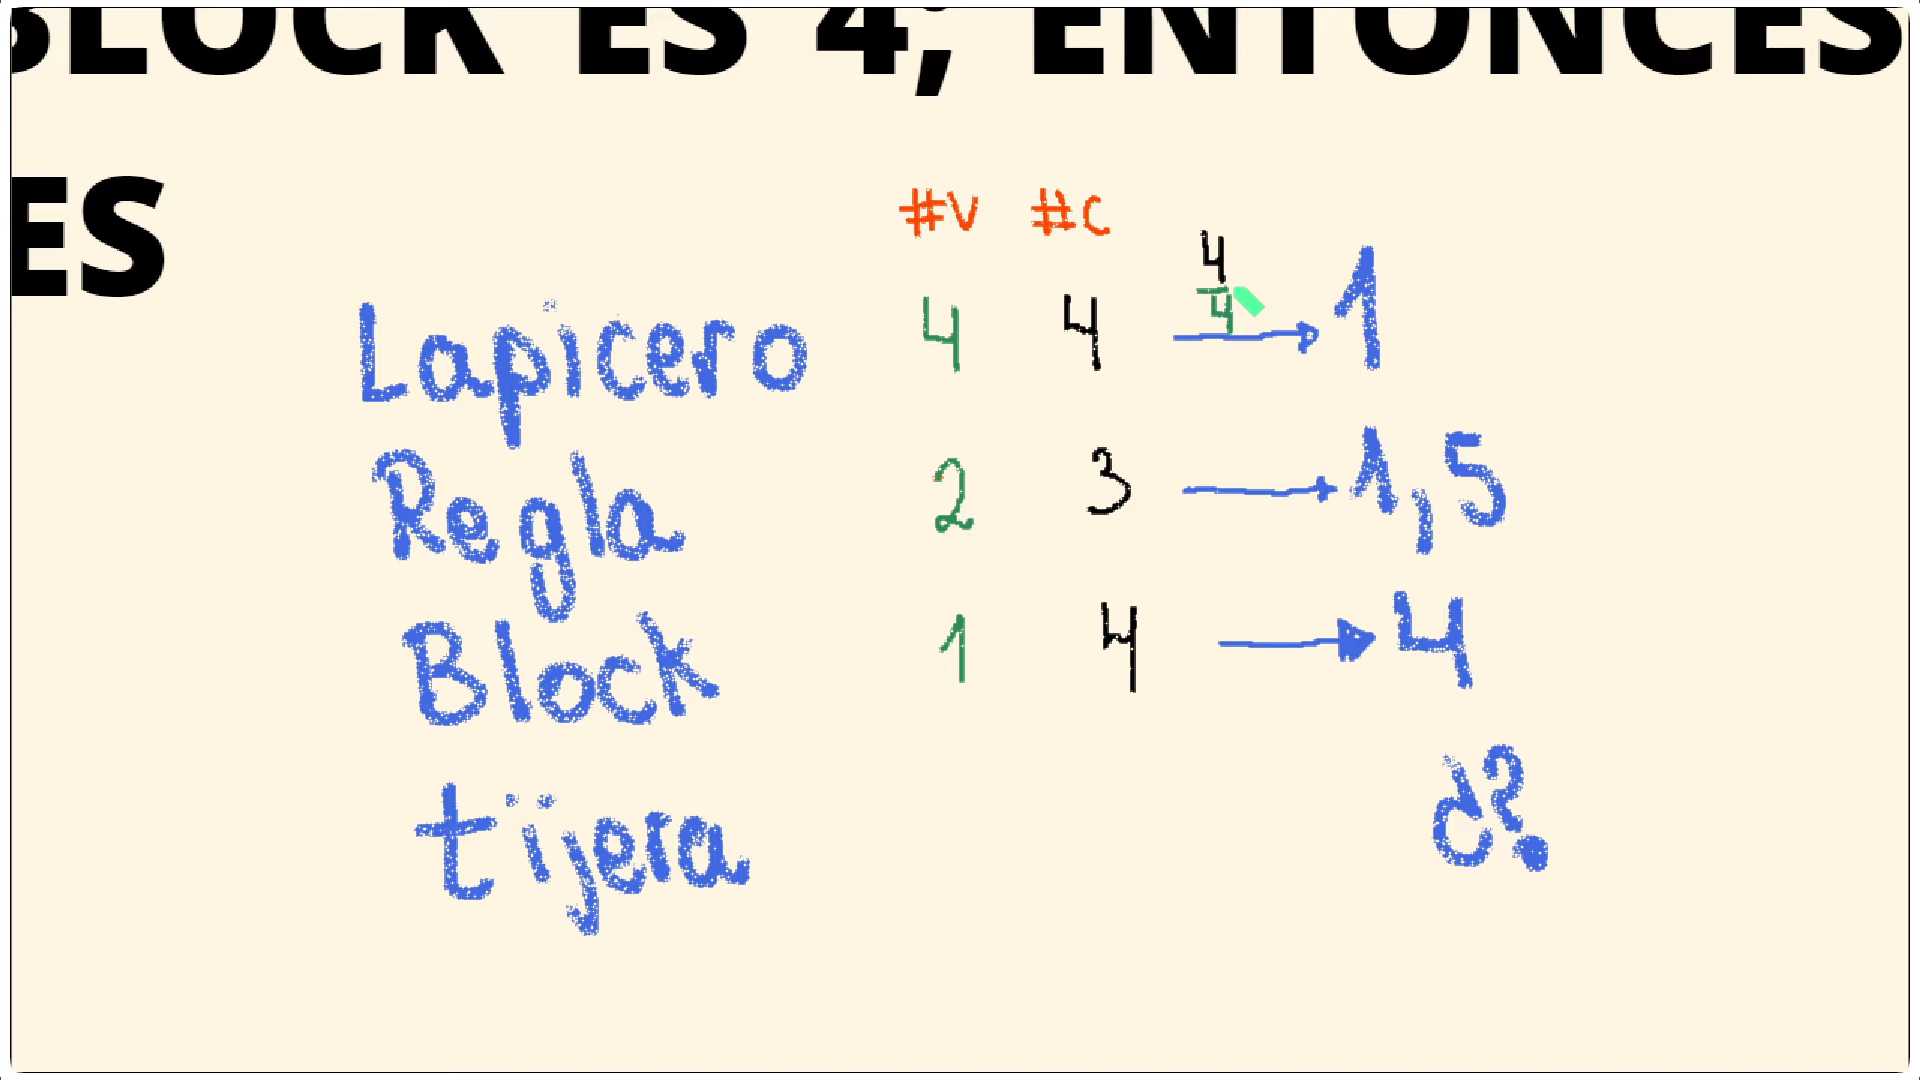 BLOCK ES 4, ENTONCES
ES
#V #C
4
Lapicero 4 4 4 → 1
Regla 2 3 → 1,5
Block 1 4 → 4
tijera ¿?